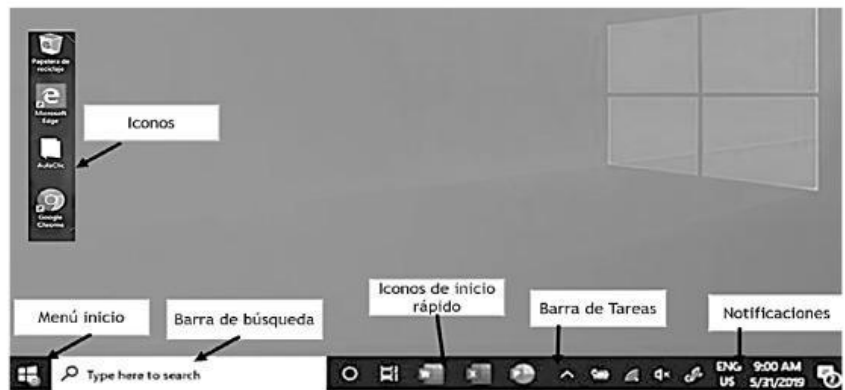 Papelera de
reciclaje
Microsoft
Edge
Iconos
AulaClic
Google
Chrome
Menú inicio
Barra de búsqueda
Iconos de inicio
rápido
Barra de Tareas
Notificaciones
Type here to search
ENG
US
9:00 AM
5/31/2019